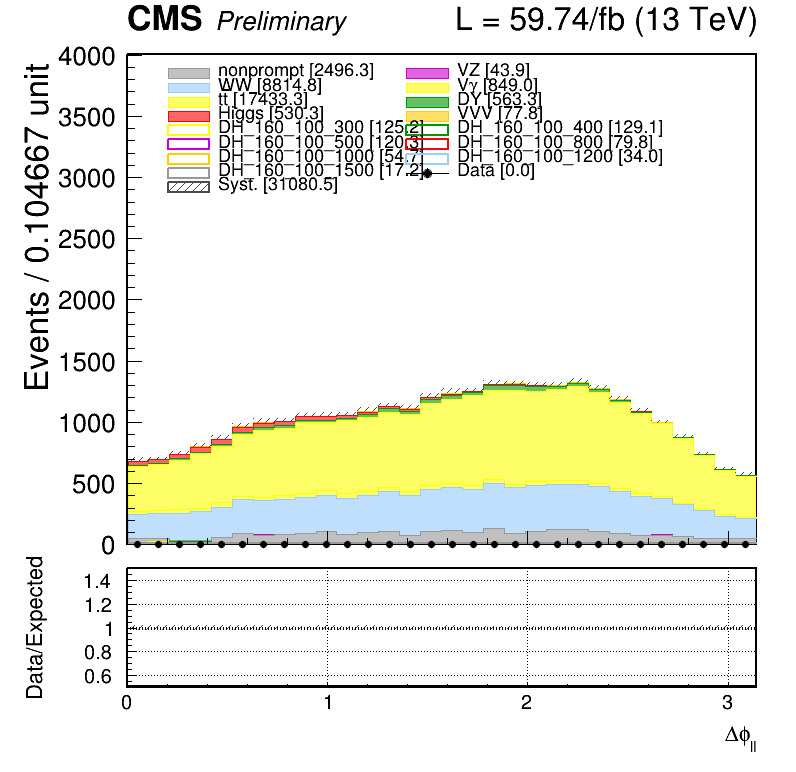 CMS Preliminary L = 59.74/fb (13 TeV)
Events / 0.104667 unit
4000
3500
3000
2500
2000
1500
1000
500
0
nonprompt [2496.3] VZ [43.9]
WW [8814.8] Vγ [849.0]
tt [17433.3] DY [563.3]
Higgs [530.3] VVV [77.8]
DH_160_100_300 [125.2] DH_160_100_400 [129.1]
DH_160_100_500 [120.3] DH_160_100_800 [79.8]
DH_160_100_1000 [54.7] DH_160_100_1200 [34.0]
DH_160_100_1500 [17.2] Data [0.0]
Syst. [31080.5]
Data/Expected
1.4
1.2
1
0.8
0.6
0 1 2 3
Δϕ_ll